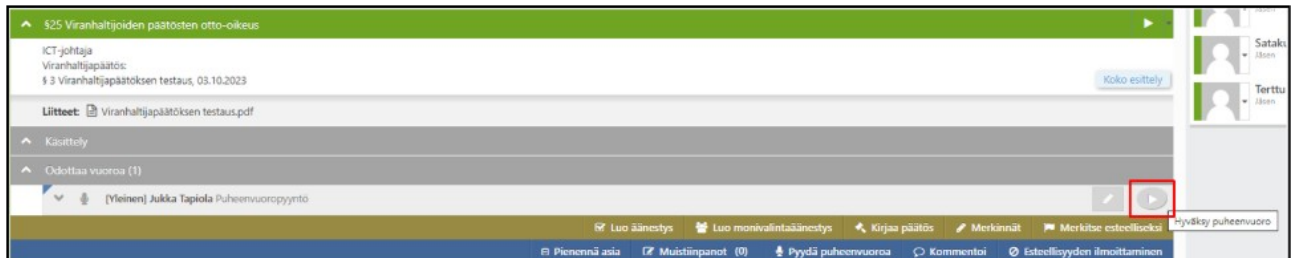 §25 Viranhaltijoiden päätösten otto-oikeus
ICT-johtaja
Viranhaltijapäätös:
§ 3 Viranhaltijapäätöksen testaus, 03.10.2023
Koko esittely
Liitteet: Viranhaltijapäätöksen testaus.pdf
Käsittely
Odottaa vuoroa (1)
[Yleinen] Jukka Tapiola Puheenvuoropyyntö
Hyväksy puheenvuoro
Luo äänestys Luo monivalintaäänestys Kirjaa päätös Merkinnät Merkitse esteelliseksi
Pienennä asia Muistiinpanot (0) Pyydä puheenvuoroa Kommentoi Esteellisyyden ilmoittaminen
Jäsen
Sataku
Jäsen
Terttu
Jäsen